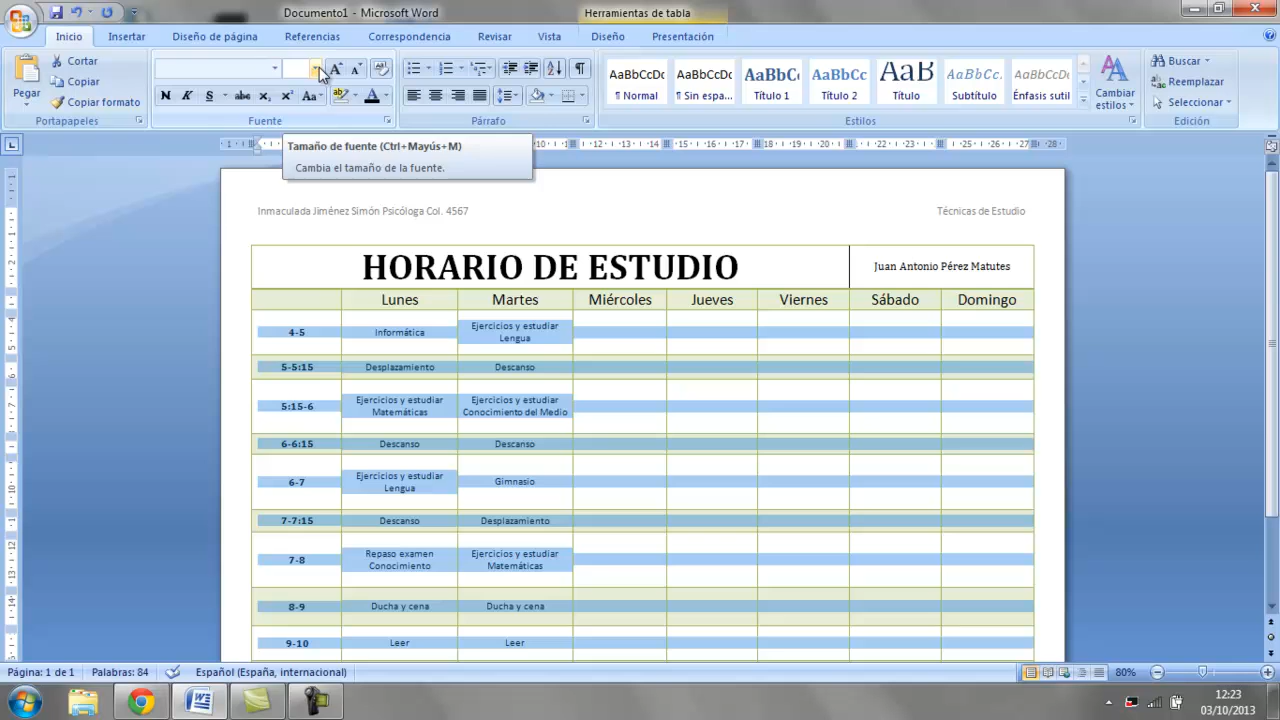 Documento1 - Microsoft Word
Herramientas de tabla
Inicio Insertar Diseño de página Referencias Correspondencia Revisar Vista Diseño Presentación
Pegar
Cortar
Copiar
Copiar formato
Portapapeles
N K S abc x₂ x² Aa
Fuente
Párrafo
AaBbCcDc AaBbCcDc AaBbC AaBbCc AaB AaBbCc. AaBbCcDc
¶ Normal ¶ Sin espa... Título 1 Título 2 Título Subtítulo Énfasis sutil
Cambiar estilos
Estilos
Buscar
Reemplazar
Seleccionar
Edición
Tamaño de fuente (Ctrl+Mayús+M)
Cambia el tamaño de la fuente.
Inmaculada Jiménez Simón Psicóloga Col. 4567 Técnicas de Estudio
HORARIO DE ESTUDIO Juan Antonio Pérez Matutes
Lunes Martes Miércoles Jueves Viernes Sábado Domingo
4-5 Informática Ejercicios y estudiar Lengua
5-5:15 Desplazamiento Descanso
5:15-6 Ejercicios y estudiar Matemáticas Ejercicios y estudiar Conocimiento del Medio
6-6:15 Descanso Descanso
6-7 Ejercicios y estudiar Lengua Gimnasio
7-7:15 Descanso Desplazamiento
7-8 Repaso examen Conocimiento Ejercicios y estudiar Matemáticas
8-9 Ducha y cena Ducha y cena
9-10 Leer Leer
Página: 1 de 1 Palabras: 84 Español (España, internacional) 80%
12:23
03/10/2013